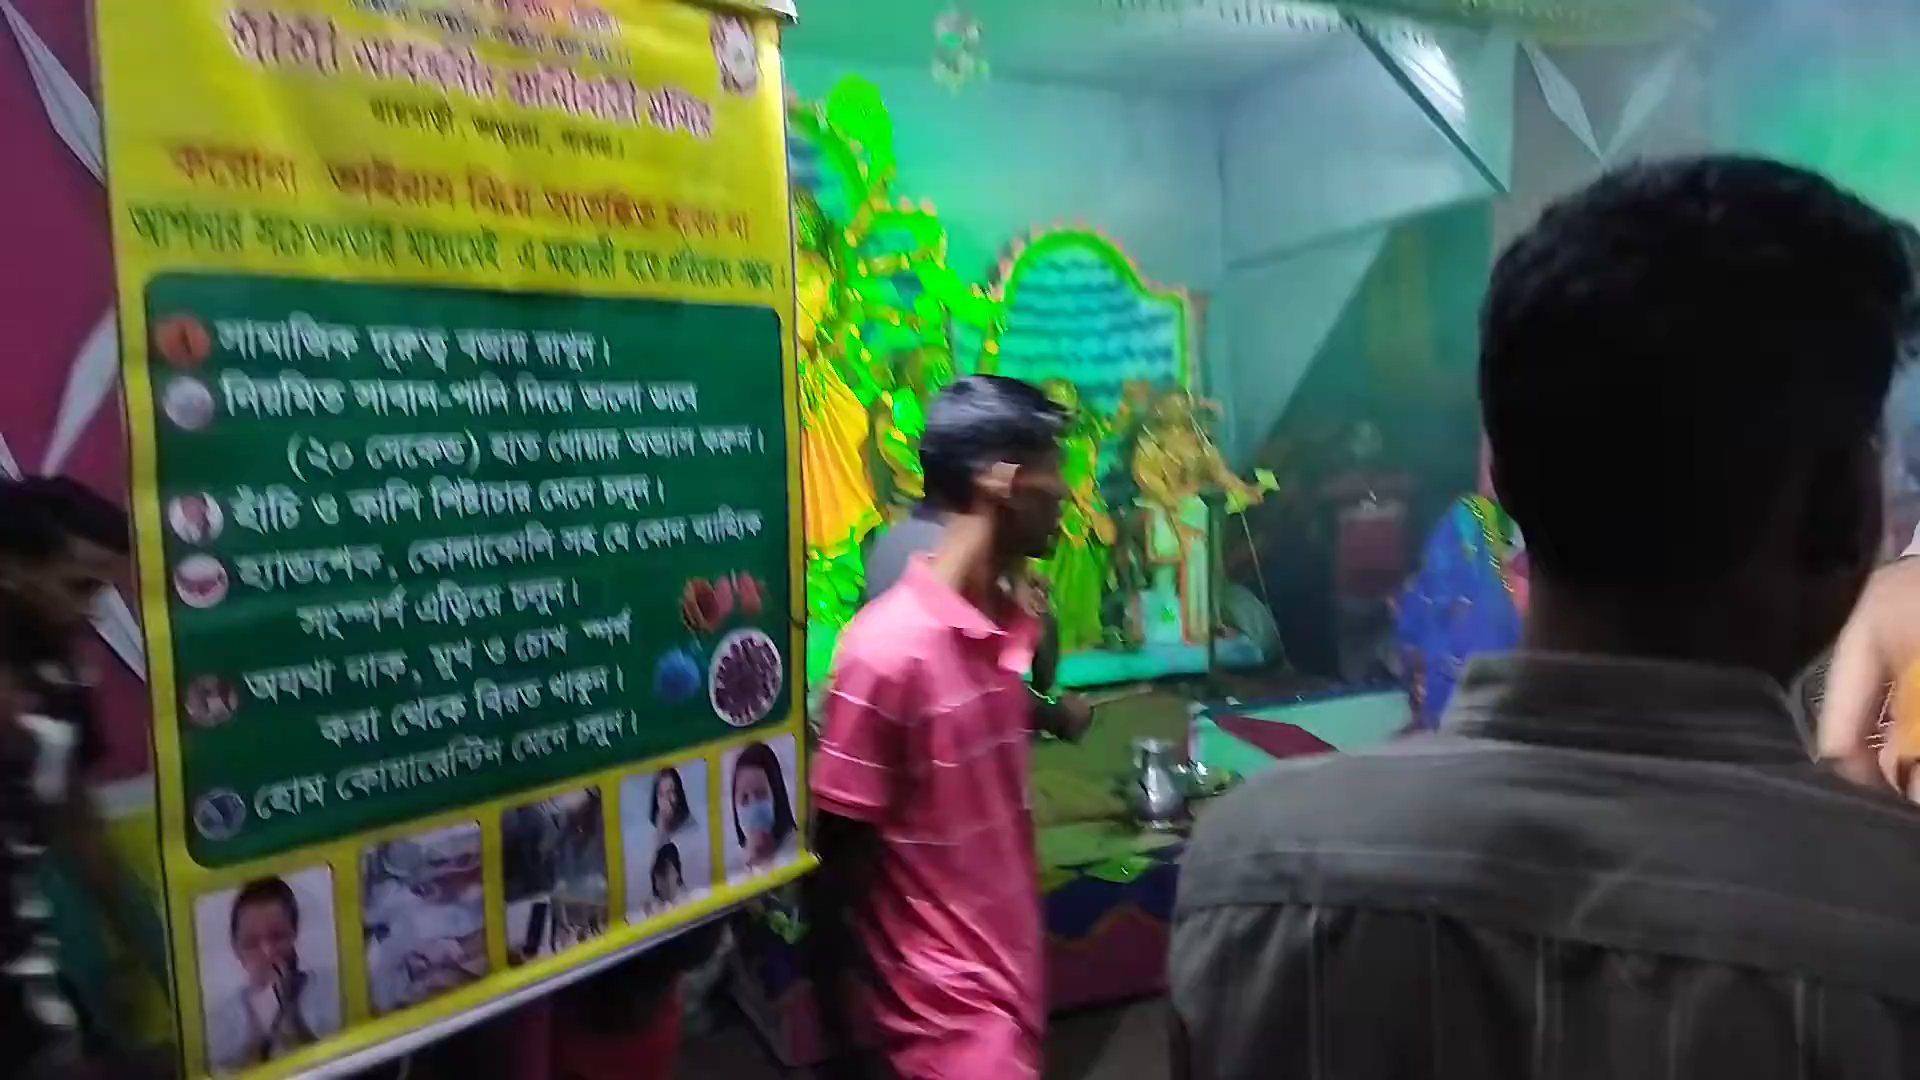 করোনা ভাইরাস নিয়ে আতঙ্কিত হবেন না
আপনার সচেতনতার মাধ্যমেই এ মহামারী হতে প্রতিরোধ সম্ভব।
সামাজিক দূরুত্ব বজায় রাখুন।
নিয়মিত সাবান-পানি দিয়ে ভালো ভাবে
(২০ সেকেন্ড) হাত ধোয়ার অভ্যাস করুন।
হাঁচি ও কাশি শিষ্টাচার মেনে চলুন।
হ্যান্ডশেক, কোলাকোলি সহ যে কোন শারীরিক
সংস্পর্শ এড়িয়ে চলুন।
অযথা নাক, মুখ ও চোখ স্পর্শ
করা থেকে বিরত থাকুন।
হোম কোয়ারেন্টিন মেনে চলুন।